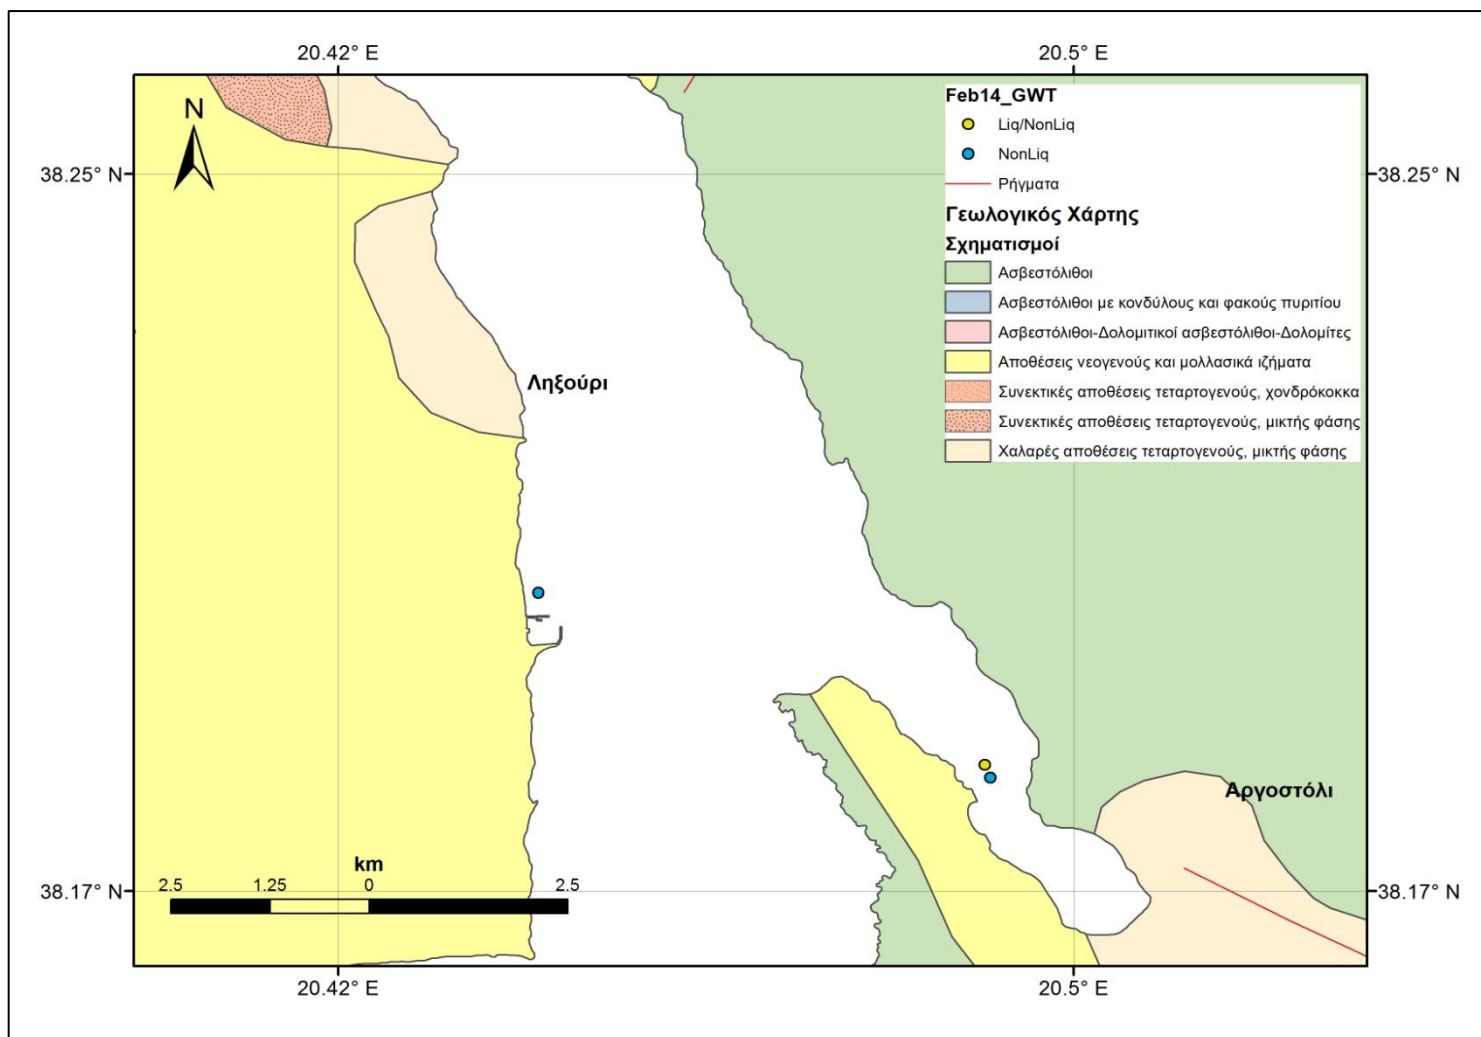 20.42° E
20.5° E
N
38.25° N
38.25° N
Feb14_GWT
Liq/NonLiq
NonLiq
Ρήγματα
Γεωλογικός Χάρτης
Σχηματισμοί
Ασβεστόλιθοι
Ασβεστόλιθοι με κονδύλους και φακούς πυριτίου
Ασβεστόλιθοι-Δολομιτικοί ασβεστόλιθοι-Δολομίτες
Αποθέσεις νεογενούς και μολλασικά ιζήματα
Συνεκτικές αποθέσεις τεταρτογενούς, χονδρόκοκκα
Συνεκτικές αποθέσεις τεταρτογενούς, μικτής φάσης
Χαλαρές αποθέσεις τεταρτογενούς, μικτής φάσης
Ληξούρι
Αργοστόλι
km
2.5 1.25 0 2.5
38.17° N
38.17° N
20.42° E
20.5° E